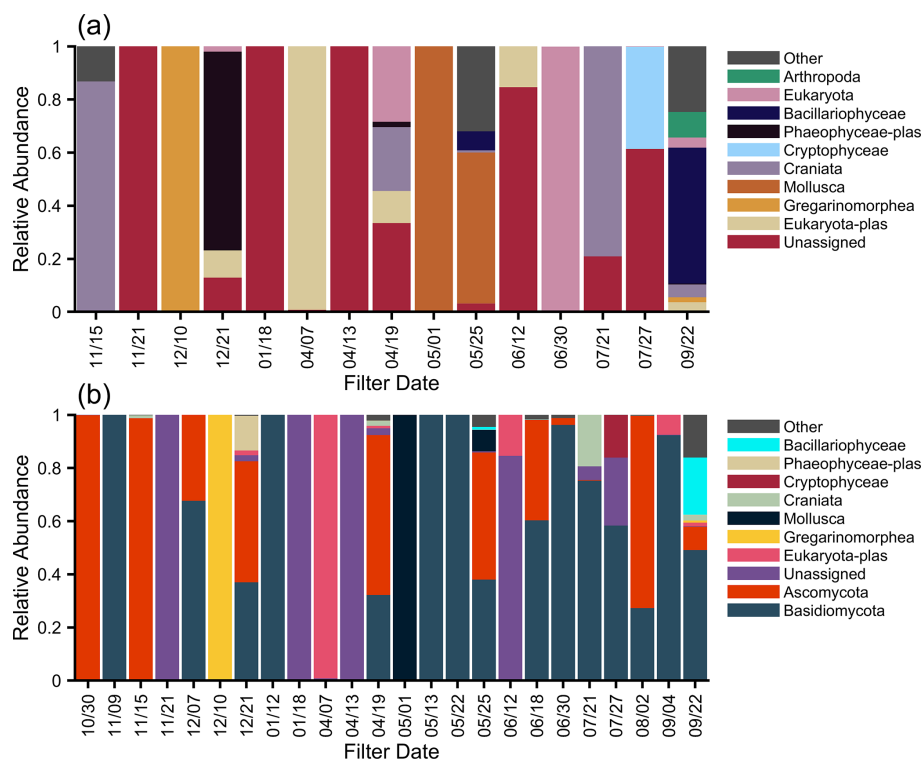 (a)
Relative Abundance
1
0.8
0.6
0.4
0.2
0
11/15
11/21
12/10
12/21
01/18
04/07
04/13
04/19
05/01
05/25
06/12
06/30
07/21
07/27
09/22
Filter Date
Other
Arthropoda
Eukaryota
Bacillariophyceae
Phaeophyceae-plas
Cryptophyceae
Craniata
Mollusca
Gregarinomorphea
Eukaryota-plas
Unassigned
(b)
Relative Abundance
1
0.8
0.6
0.4
0.2
0
10/30
11/09
11/15
11/21
12/07
12/10
12/21
01/12
01/18
04/07
04/13
04/19
05/01
05/13
05/22
05/25
06/12
06/18
06/30
07/21
07/27
08/02
09/04
09/22
Filter Date
Other
Bacillariophyceae
Phaeophyceae-plas
Cryptophyceae
Craniata
Mollusca
Gregarinomorphea
Eukaryota-plas
Unassigned
Ascomycota
Basidiomycota